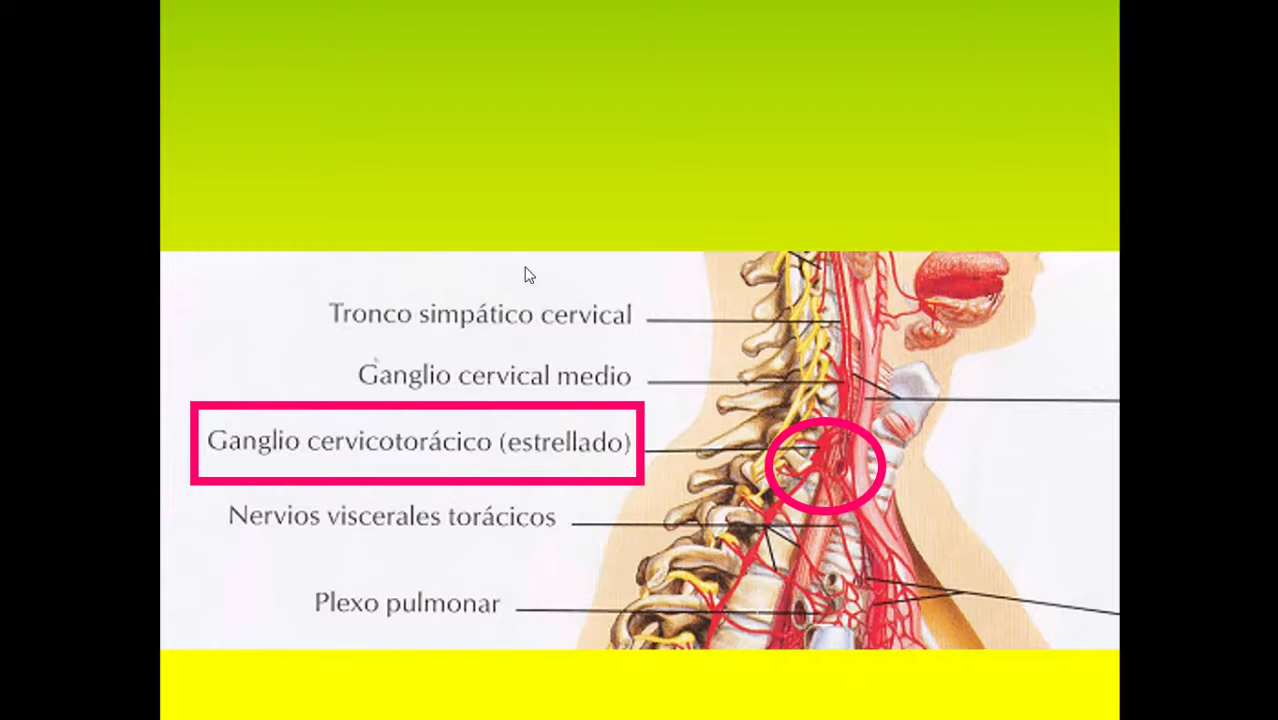 Tronco simpático cervical
Ganglio cervical medio
Ganglio cervicotorácico (estrellado)
Nervios viscerales torácicos
Plexo pulmonar